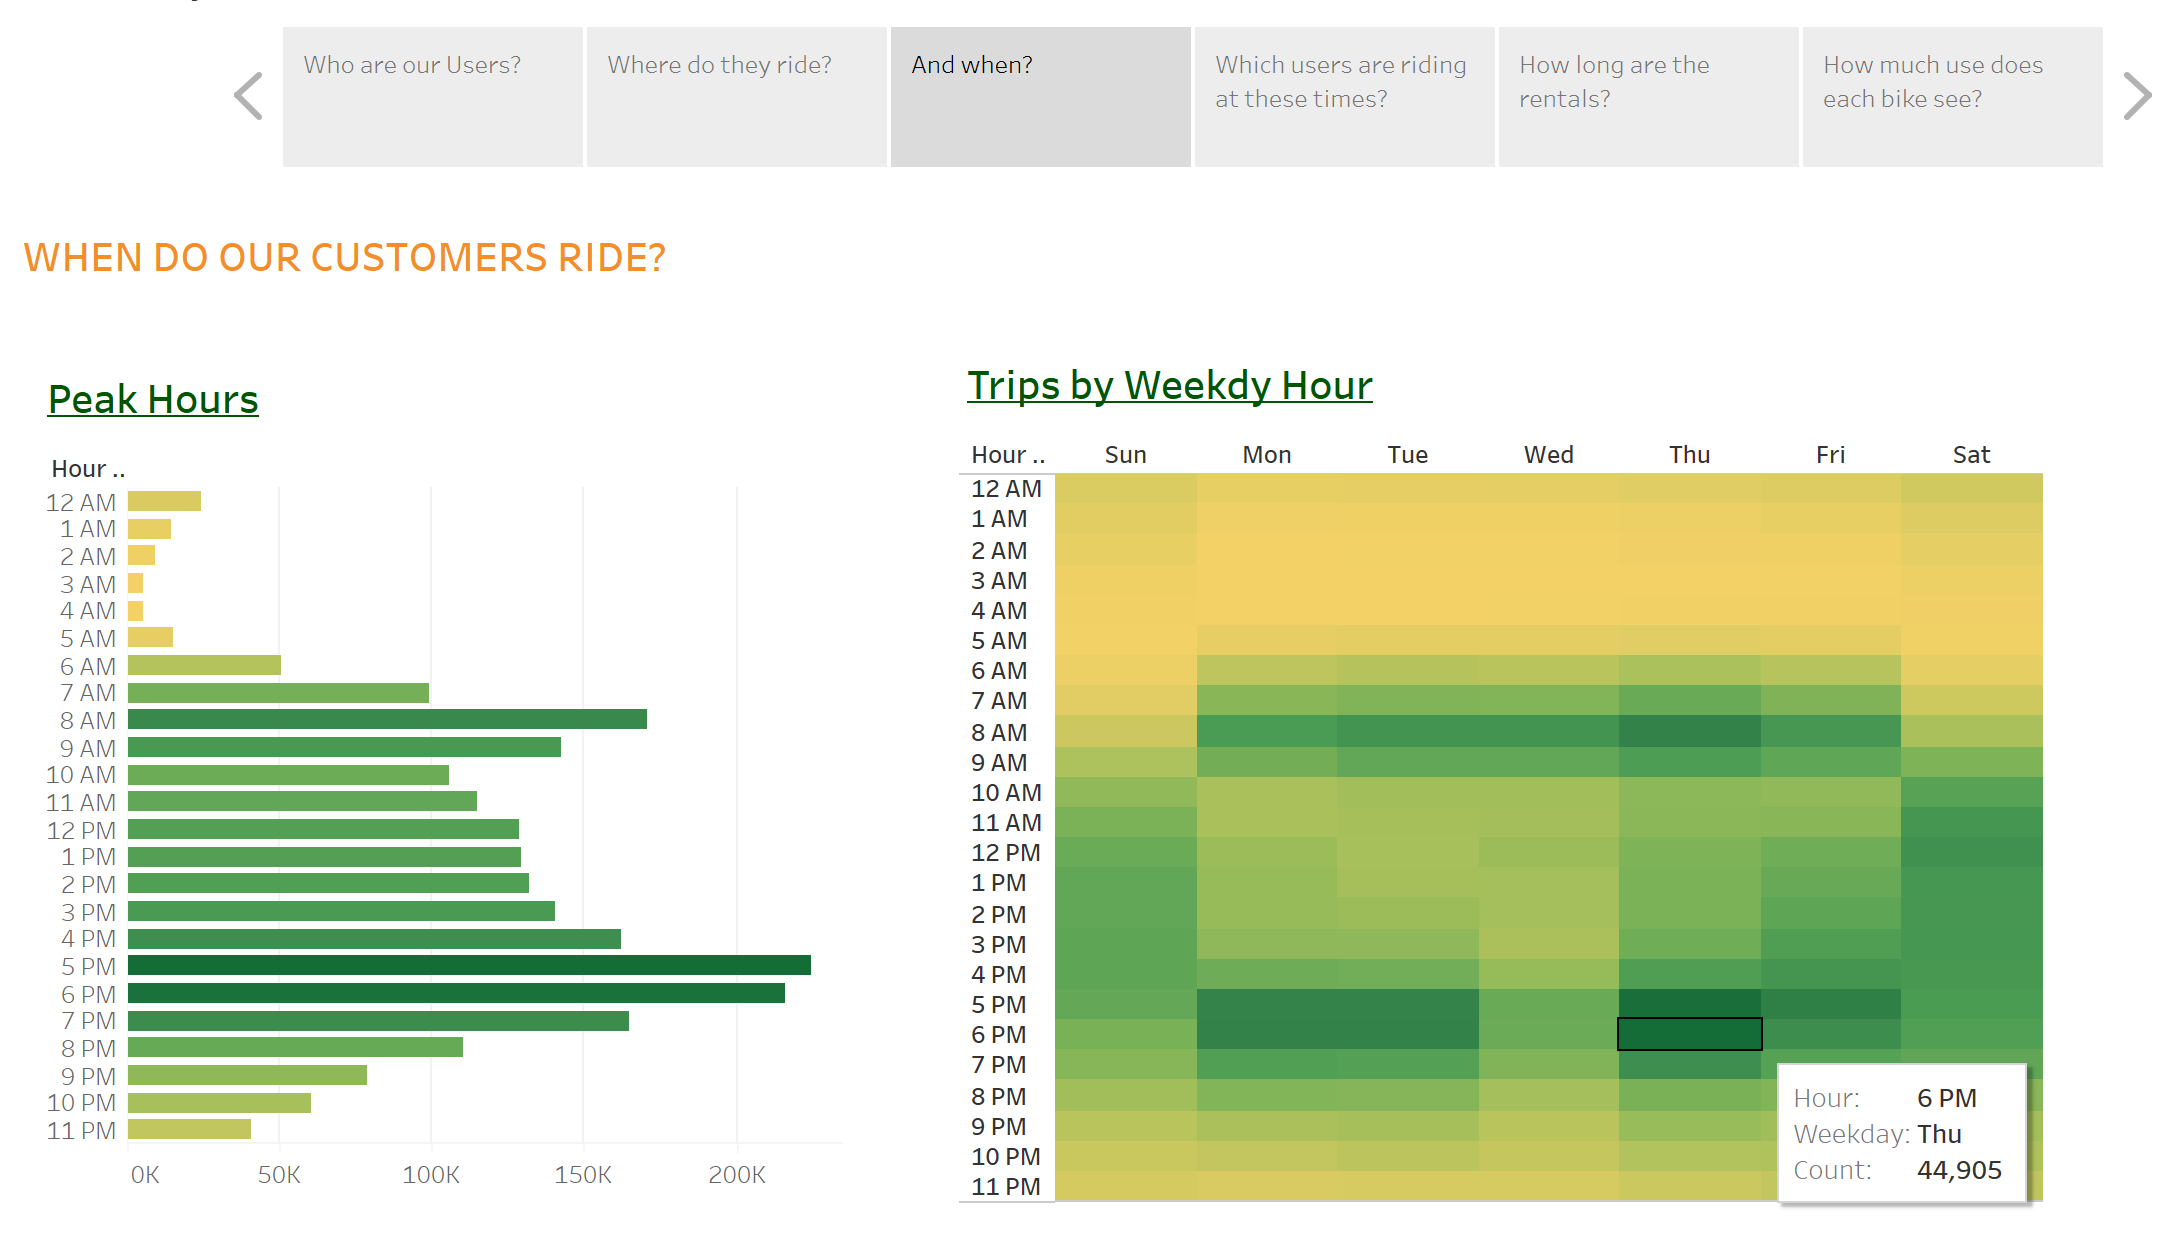 Who are our Users?
Where do they ride?
And when?
Which users are riding
at these times?
How long are the
rentals?
How much use does
each bike see?
WHEN DO OUR CUSTOMERS RIDE?
Peak Hours
Hour ..
12 AM
1 AM
2 AM
3 AM
4 AM
5 AM
6 AM
7 AM
8 AM
9 AM
10 AM
11 AM
12 PM
1 PM
2 PM
3 PM
4 PM
5 PM
6 PM
7 PM
8 PM
9 PM
10 PM
11 PM
0K 50K 100K 150K 200K
Trips by Weekdy Hour
Hour .. Sun Mon Tue Wed Thu Fri Sat
12 AM
1 AM
2 AM
3 AM
4 AM
5 AM
6 AM
7 AM
8 AM
9 AM
10 AM
11 AM
12 PM
1 PM
2 PM
3 PM
4 PM
5 PM
6 PM
7 PM
8 PM
9 PM
10 PM
11 PM
Hour: 6 PM
Weekday: Thu
Count: 44,905